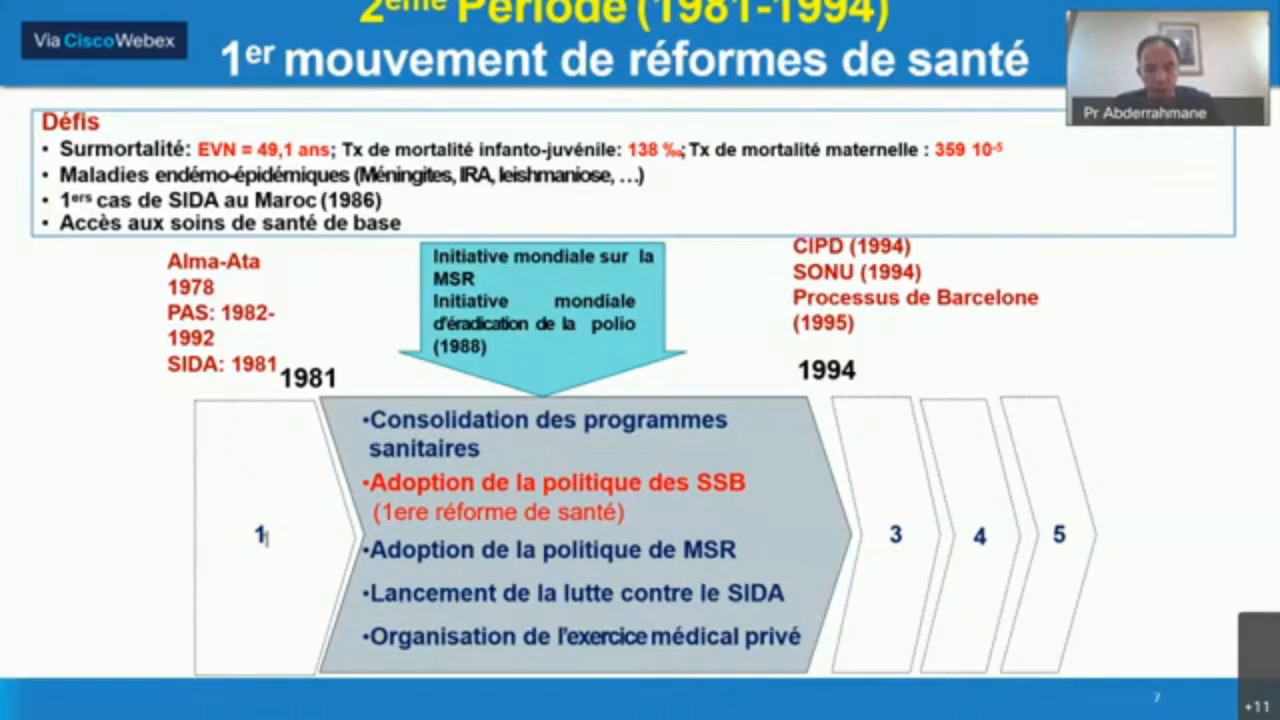 2ème Période (1981-1994)
Via Cisco Webex
1er mouvement de réformes de santé
Pr Abderrahmane
Défis
• Surmortalité: EVN = 49,1 ans; Tx de mortalité infanto-juvénile: 138 ‰; Tx de mortalité maternelle : 359 10-5
• Maladies endémo-épidémiques (Méningites, IRA, leishmaniose, …)
• 1ers cas de SIDA au Maroc (1986)
• Accès aux soins de santé de base
Alma-Ata
1978
PAS: 1982-
1992
SIDA: 1981
1981
Initiative mondiale sur la
MSR
Initiative mondiale
d'éradication de la polio
(1988)
CIPD (1994)
SONU (1994)
Processus de Barcelone
(1995)
1994
1
•Consolidation des programmes
sanitaires
•Adoption de la politique des SSB
(1ere réforme de santé)
•Adoption de la politique de MSR
•Lancement de la lutte contre le SIDA
•Organisation de l'exercice médical privé
3
4
5
7
+11